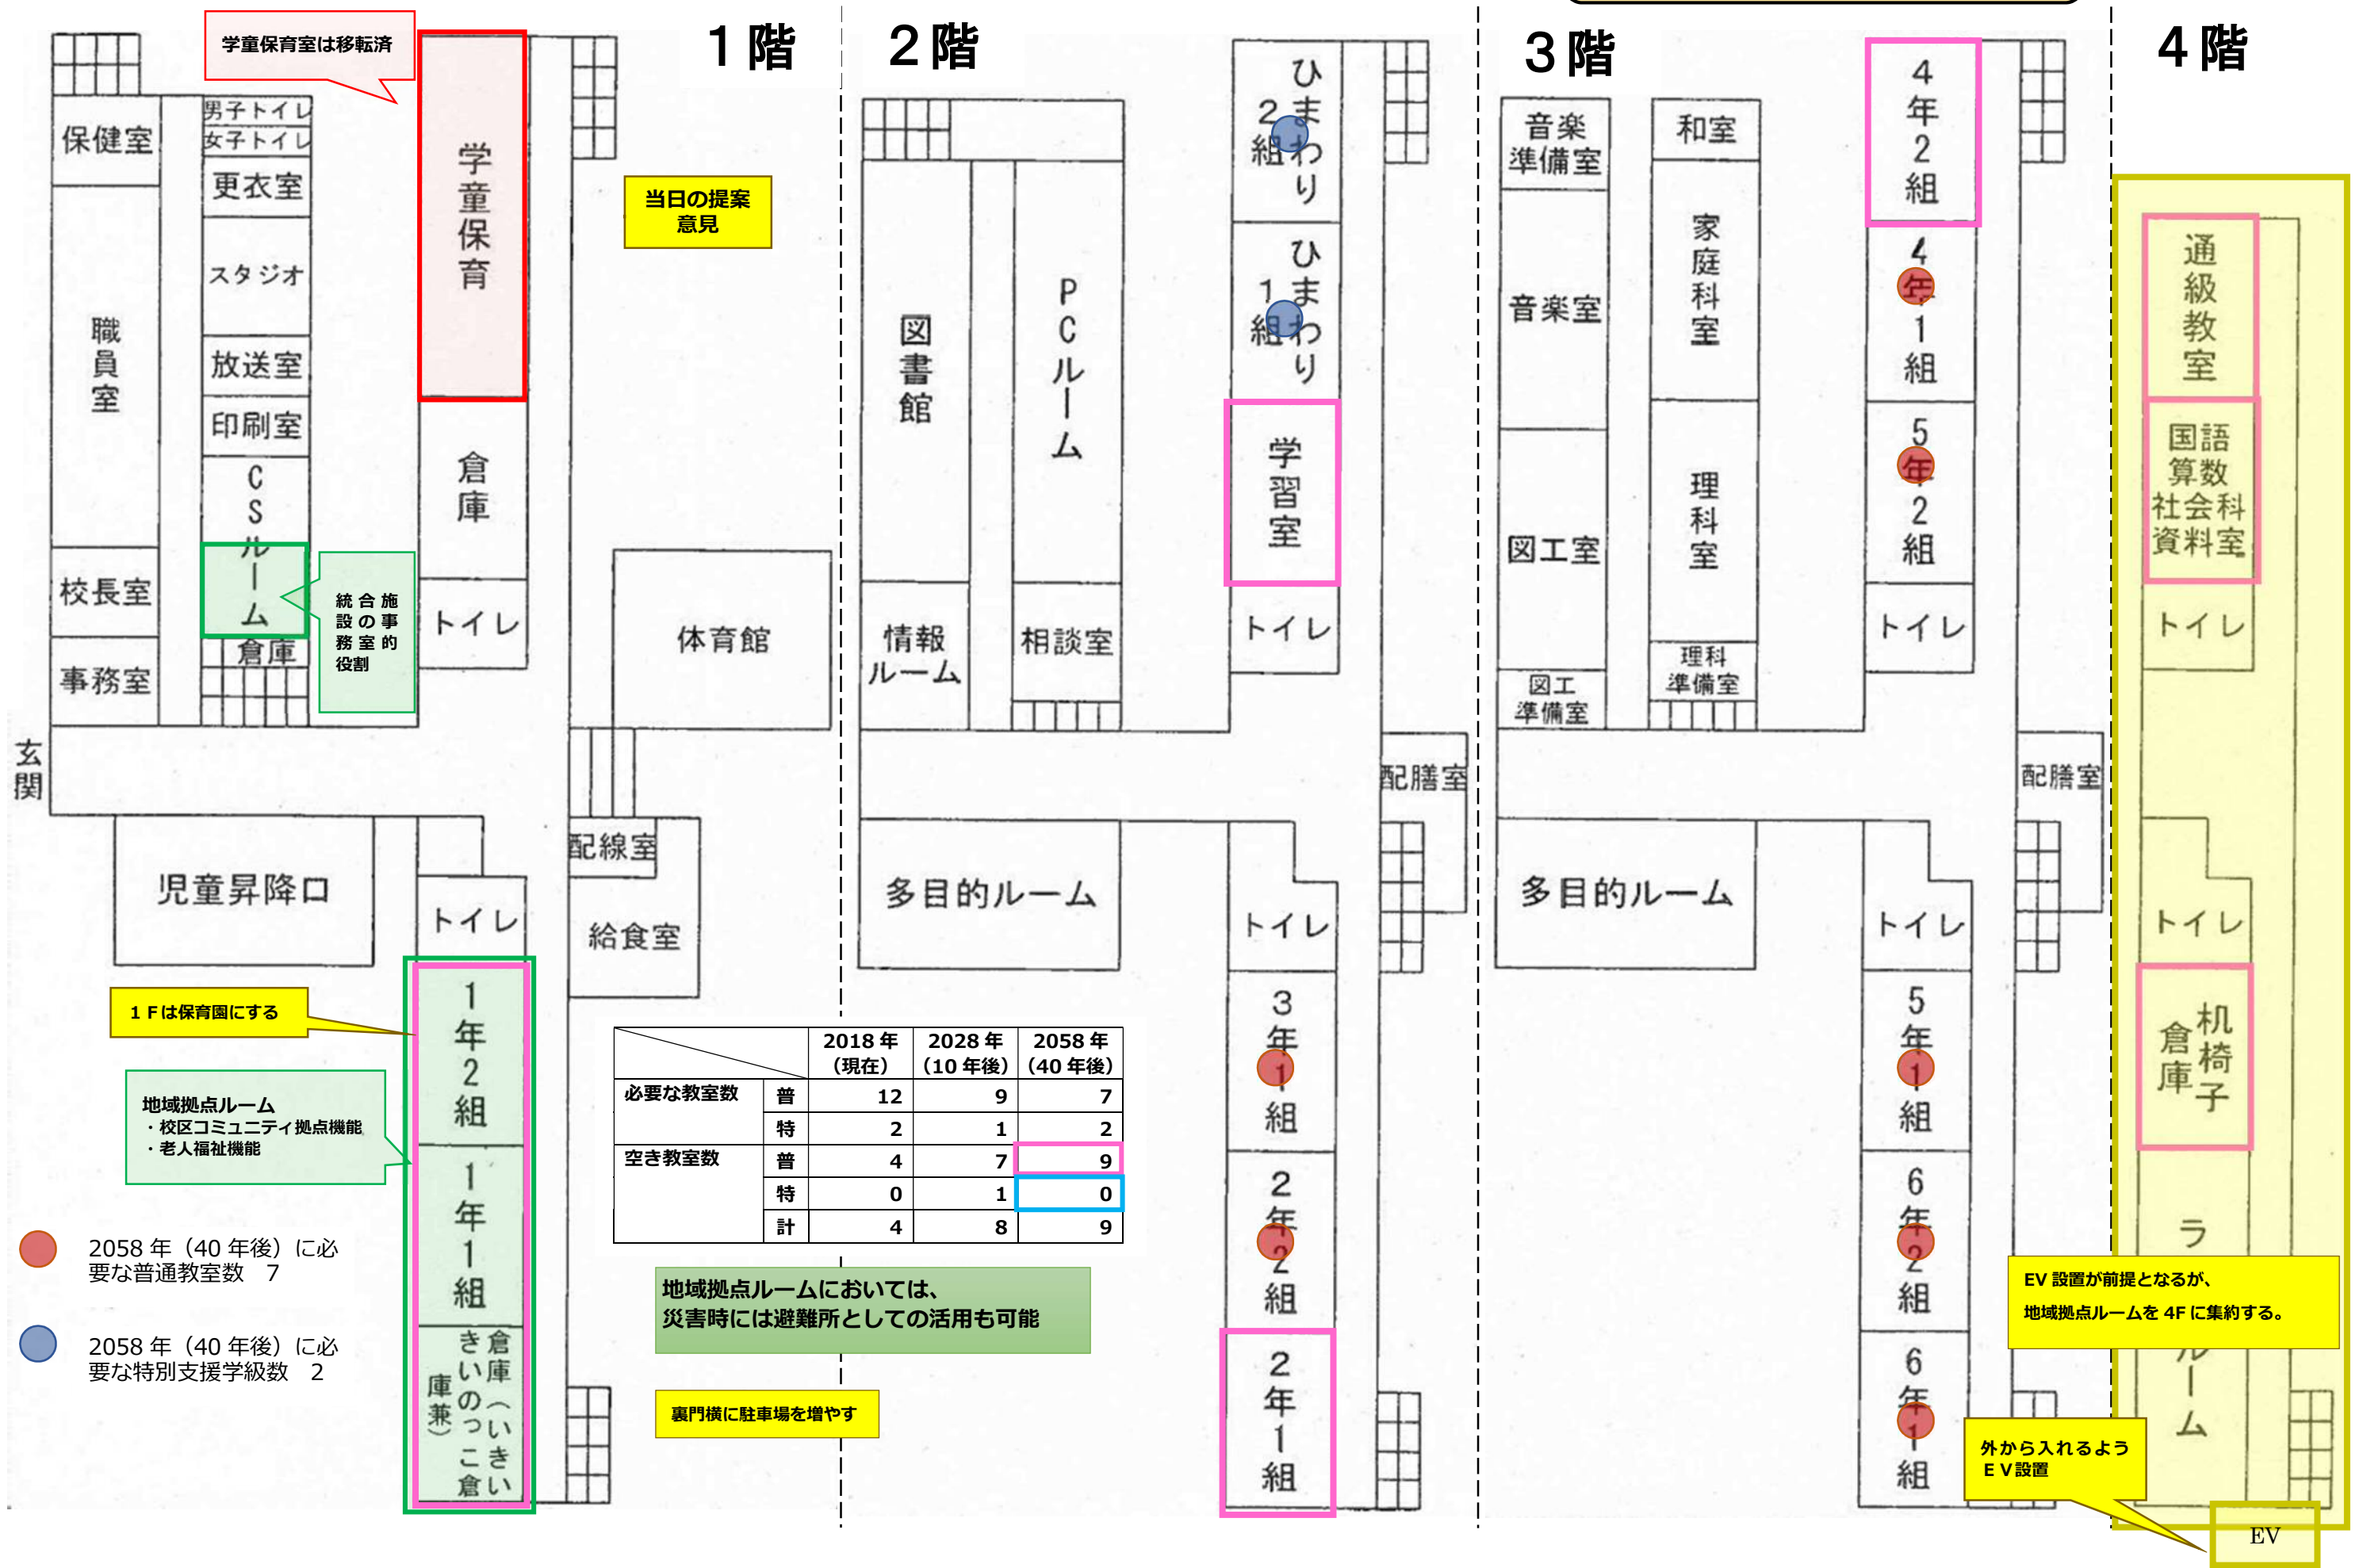 1階
学童保育室は移転済
保健室
職員室
校長室
事務室
玄関
男子トイレ
女子トイレ
更衣室
スタジオ
放送室
印刷室
CSルーム
倉庫
統合施設の事務室的役割
学童保育
倉庫
トイレ
体育館
当日の提案
意見
児童昇降口
トイレ
配線室
給食室
1年2組
1年1組
倉庫(いきいきいきのっこ倉庫兼)
1Fは保育園にする
地域拠点ルーム
・校区コミュニティ拠点機能
・老人福祉機能
2058年（40年後）に必
要な普通教室数 7
2058年（40年後）に必
要な特別支援学級数 2
2018年 2028年 2058年
（現在） （10年後） （40年後）
必要な教室数 普 12 9 7
特 2 1 2
空き教室数 普 4 7 9
特 0 1 0
計 4 8 9
地域拠点ルームにおいては、
災害時には避難所としての活用も可能
裏門横に駐車場を増やす
2階
図書館
PCルーム
情報
ルーム
相談室
ひまわり
2組
ひまわり
1組
学習室
トイレ
配膳室
多目的ルーム
トイレ
3年1組
2年2組
2年1組
3階
音楽
準備室
和室
音楽室
家庭科室
図工室
理科室
図工
準備室
理科
準備室
4年2組
4年1組
5年2組
トイレ
配膳室
多目的ルーム
トイレ
5年1組
6年2組
6年1組
4階
通級教室
国語
算数
社会科
資料室
トイレ
トイレ
机椅子
倉庫
ラ
ルーム
EV設置が前提となるが、
地域拠点ルームを4Fに集約する。
外から入れるよう
EV設置
EV